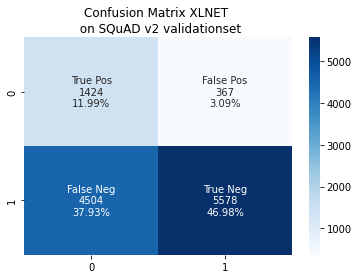 Confusion Matrix XLNET
on SQuAD v2 validationset
True Pos
1424
11.99%
False Pos
367
3.09%
False Neg
4504
37.93%
True Neg
5578
46.98%
0
1
0
1
5000
4000
3000
2000
1000